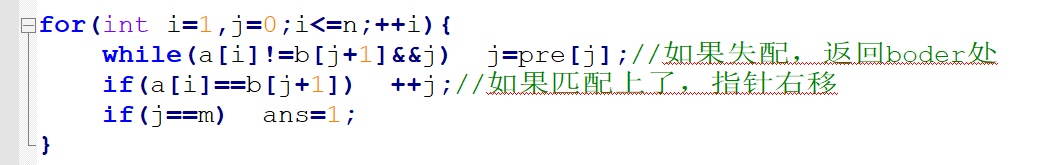 for(int i=1,j=0;i<=n;++i){
    while(a[i]!=b[j+1]&&j)  j=pre[j];//如果失配，返回boder处
    if(a[i]==b[j+1])  ++j;//如果匹配上了，指针右移
    if(j==m)  ans=1;
}